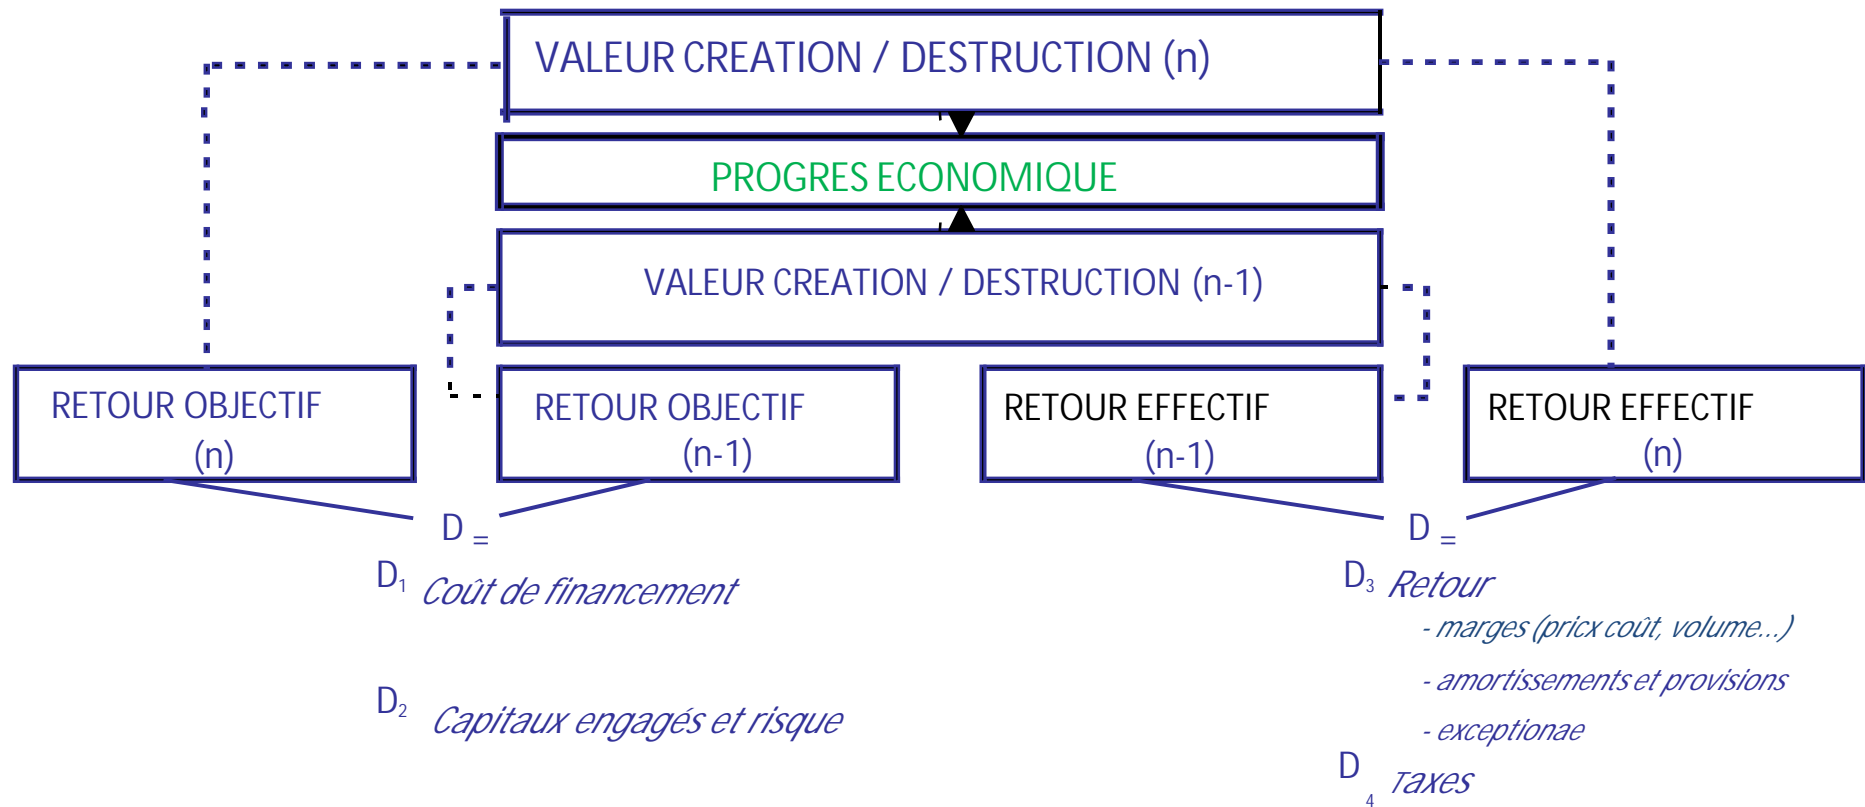 VALEUR CREATION / DESTRUCTION (n)
PROGRES ECONOMIQUE
VALEUR CREATION / DESTRUCTION (n-1)
RETOUR OBJECTIF
(n)
RETOUR OBJECTIF
(n-1)
RETOUR EFFECTIF
(n-1)
RETOUR EFFECTIF
(n)
D =
D1 Coût de financement
D2 Capitaux engagés et risque
D =
D3 Retour
- marges (pricx coût, volume...)
- amortissements et provisions
- exceptionae
D4 Taxes